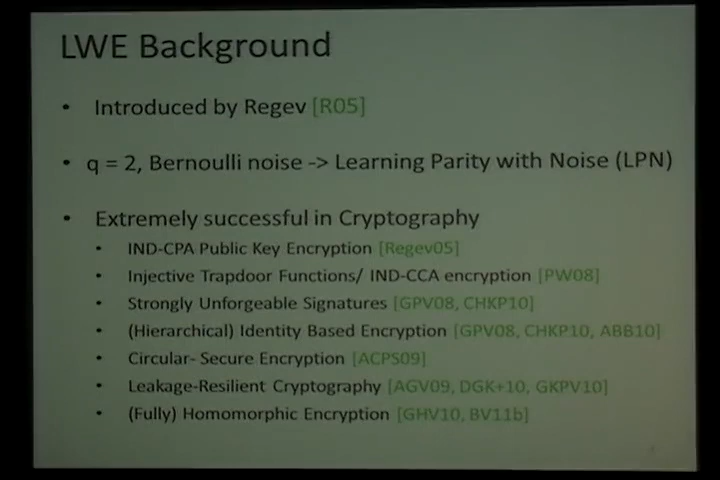 LWE Background
• Introduced by Regev [R05]
• q = 2, Bernoulli noise -> Learning Parity with Noise (LPN)
• Extremely successful in Cryptography
• IND-CPA Public Key Encryption [Regev05]
• Injective Trapdoor Functions/ IND-CCA encryption [PW08]
• Strongly Unforgeable Signatures [GPV08, CHKP10]
• (Hierarchical) Identity Based Encryption [GPV08, CHKP10, ABB10]
• Circular- Secure Encryption [ACPS09]
• Leakage-Resilient Cryptography [AGV09, DGK+10, GKPV10]
• (Fully) Homomorphic Encryption [GHV10, BV11b]